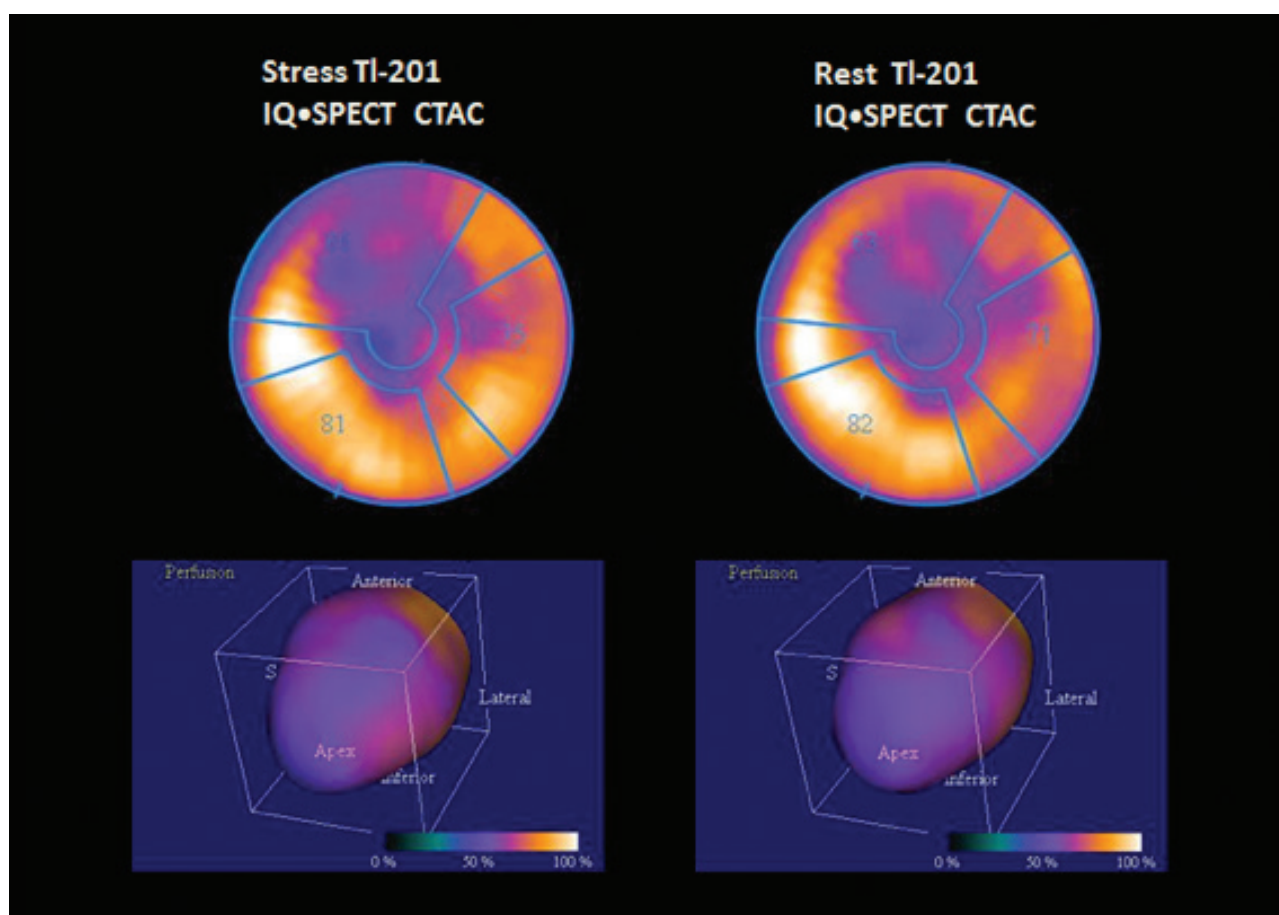 Stress Tl-201
IQ•SPECT CTAC
Rest Tl-201
IQ•SPECT CTAC
81
82
Perfusion
Anterior
S
Lateral
Apex
Inferior
0 %
50 %
100 %
Perfusion
Anterior
S
Lateral
Apex
Inferior
0 %
50 %
100 %